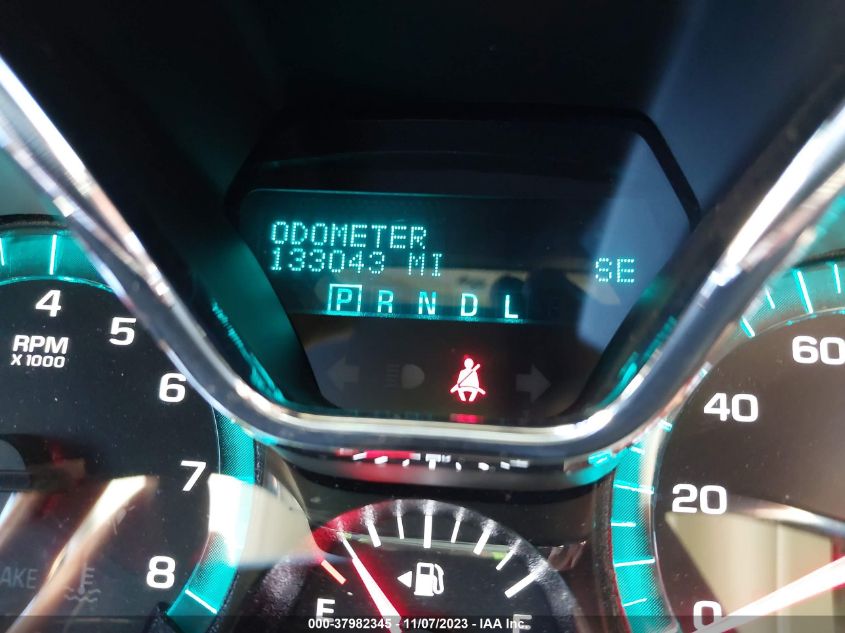 ODOMETER
133043 MI SE
P R N D L
4
RPM
X1000
5
6
7
8
60
40
20
0
E
F
000-37982345 | 11/07/2023 - IAA Inc.